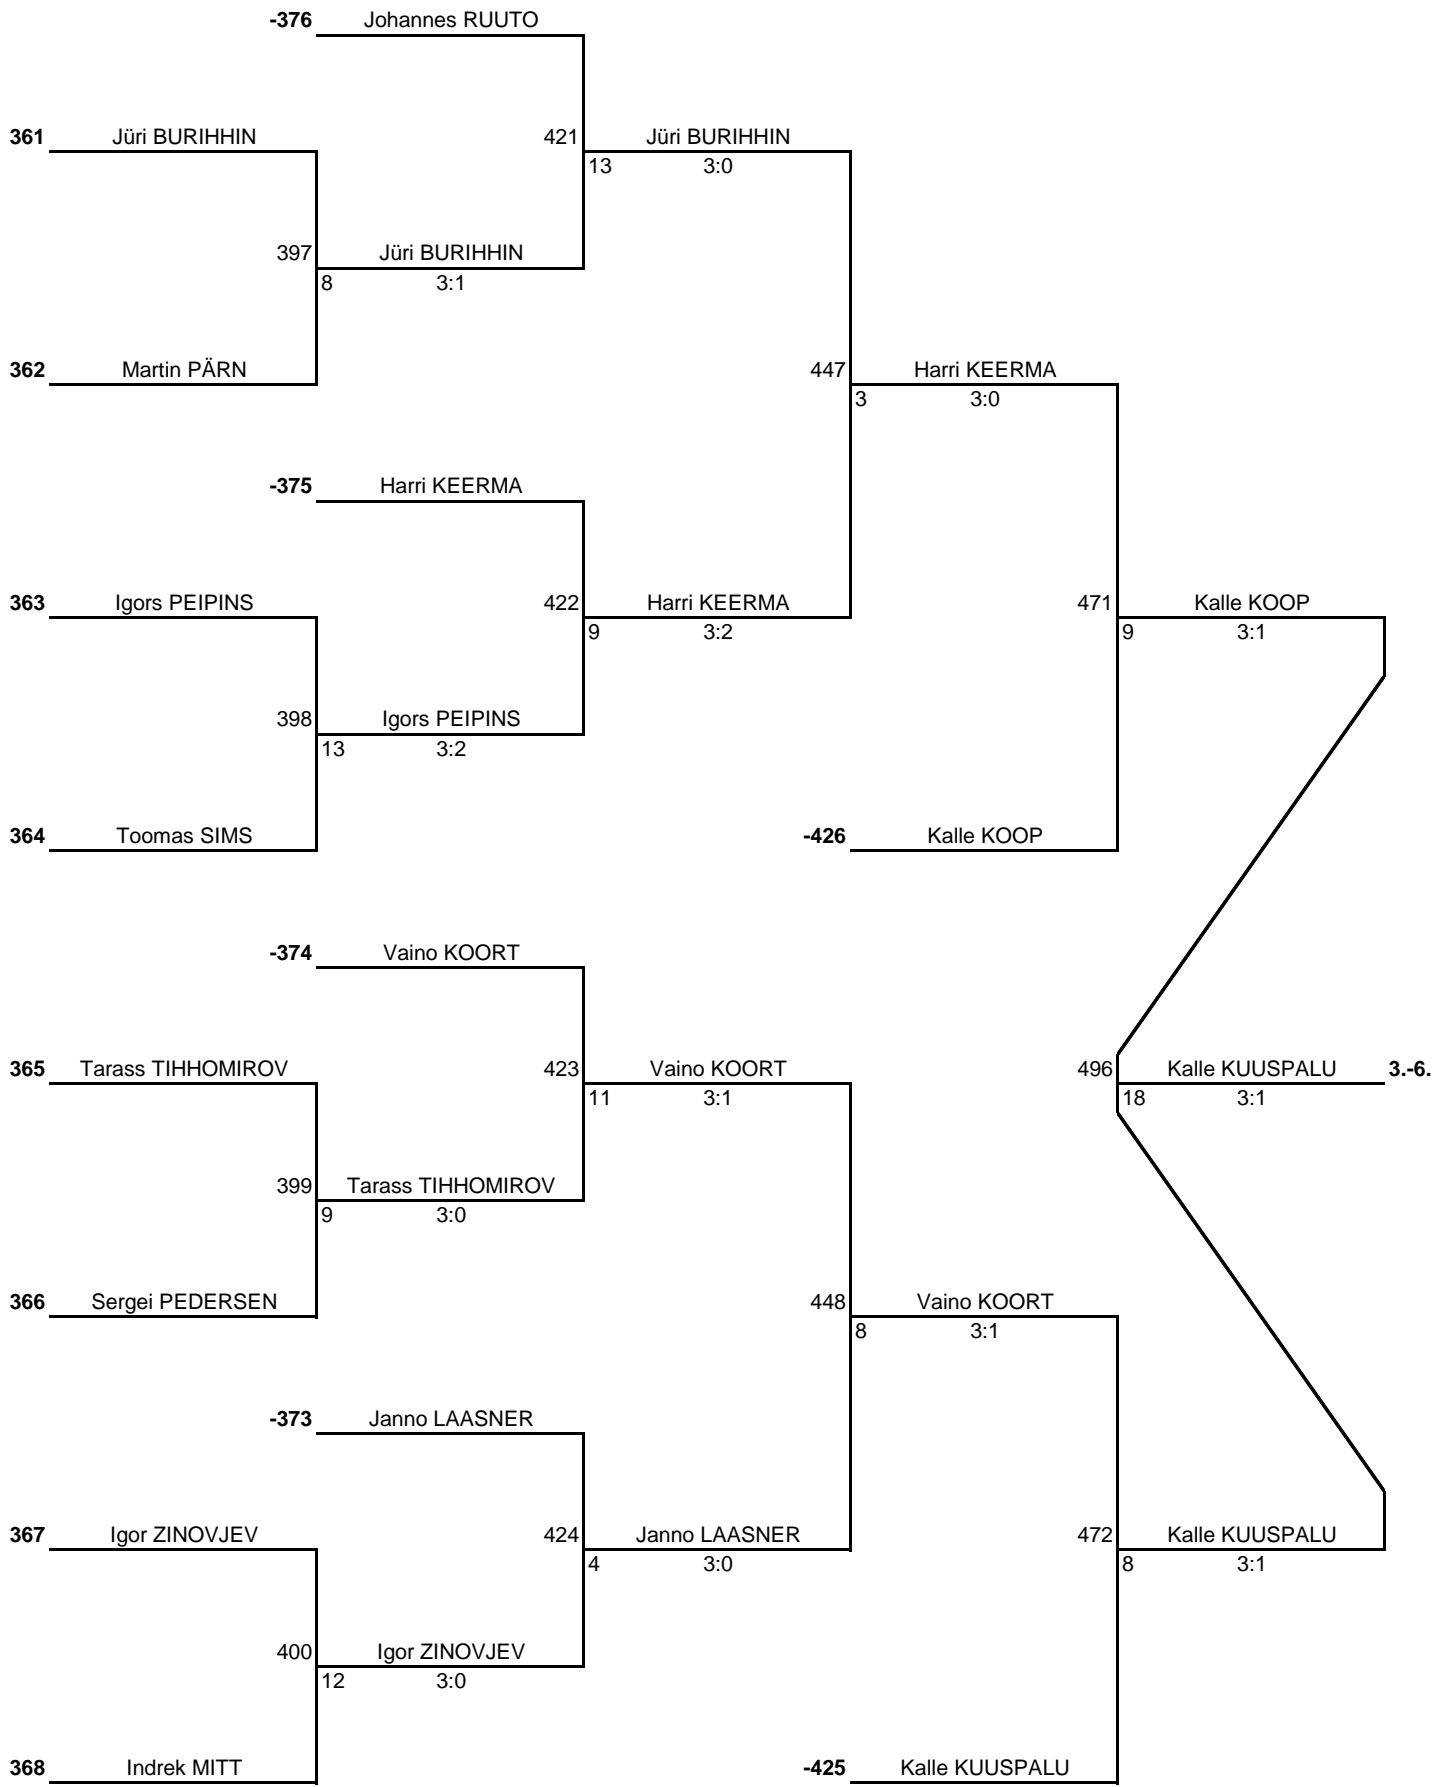 -376 Johannes RUUTO
361 Jüri BURIHHIN 421 Jüri BURIHHIN
13 3:0
397 Jüri BURIHHIN
8 3:1
362 Martin PÄRN 447 Harri KEERMA
3 3:0
-375 Harri KEERMA
363 Igors PEIPINS 422 Harri KEERMA 471 Kalle KOOP
9 3:2 9 3:1
398 Igors PEIPINS
13 3:2
364 Toomas SIMS -426 Kalle KOOP
-374 Vaino KOORT
365 Tarass TIHHOMIROV 423 Vaino KOORT 496 Kalle KUUSPALU 3.-6.
11 3:1 18 3:1
399 Tarass TIHHOMIROV
9 3:0
366 Sergei PEDERSEN 448 Vaino KOORT
8 3:1
-373 Janno LAASNER
367 Igor ZINOVJEV 424 Janno LAASNER 472 Kalle KUUSPALU
4 3:0 8 3:1
400 Igor ZINOVJEV
12 3:0
368 Indrek MITT -425 Kalle KUUSPALU